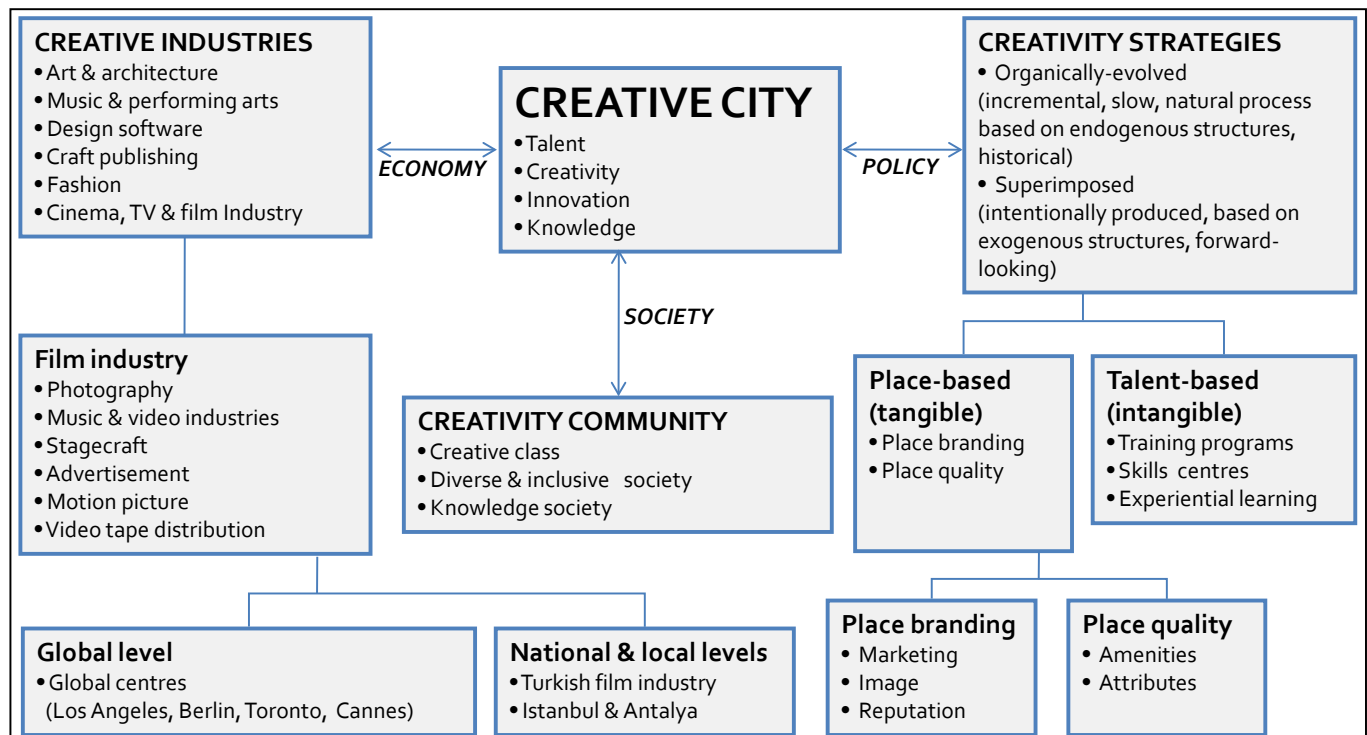 CREATIVE INDUSTRIES
• Art & architecture
• Music & performing arts
• Design software
• Craft publishing
• Fashion
• Cinema, TV & film Industry
ECONOMY
CREATIVE CITY
• Talent
• Creativity
• Innovation
• Knowledge
POLICY
CREATIVITY STRATEGIES
• Organically-evolved
(incremental, slow, natural process
based on endogenous structures,
historical)
• Superimposed
(intentionally produced, based on
exogenous structures, forward-
looking)
SOCIETY
Film industry
• Photography
• Music & video industries
• Stagecraft
• Advertisement
• Motion picture
• Video tape distribution
CREATIVITY COMMUNITY
• Creative class
• Diverse & inclusive society
• Knowledge society
Place-based
(tangible)
• Place branding
• Place quality
Talent-based
(intangible)
• Training programs
• Skills centres
• Experiential learning
Global level
• Global centres
(Los Angeles, Berlin, Toronto, Cannes)
National & local levels
• Turkish film industry
• Istanbul & Antalya
Place branding
• Marketing
• Image
• Reputation
Place quality
• Amenities
• Attributes